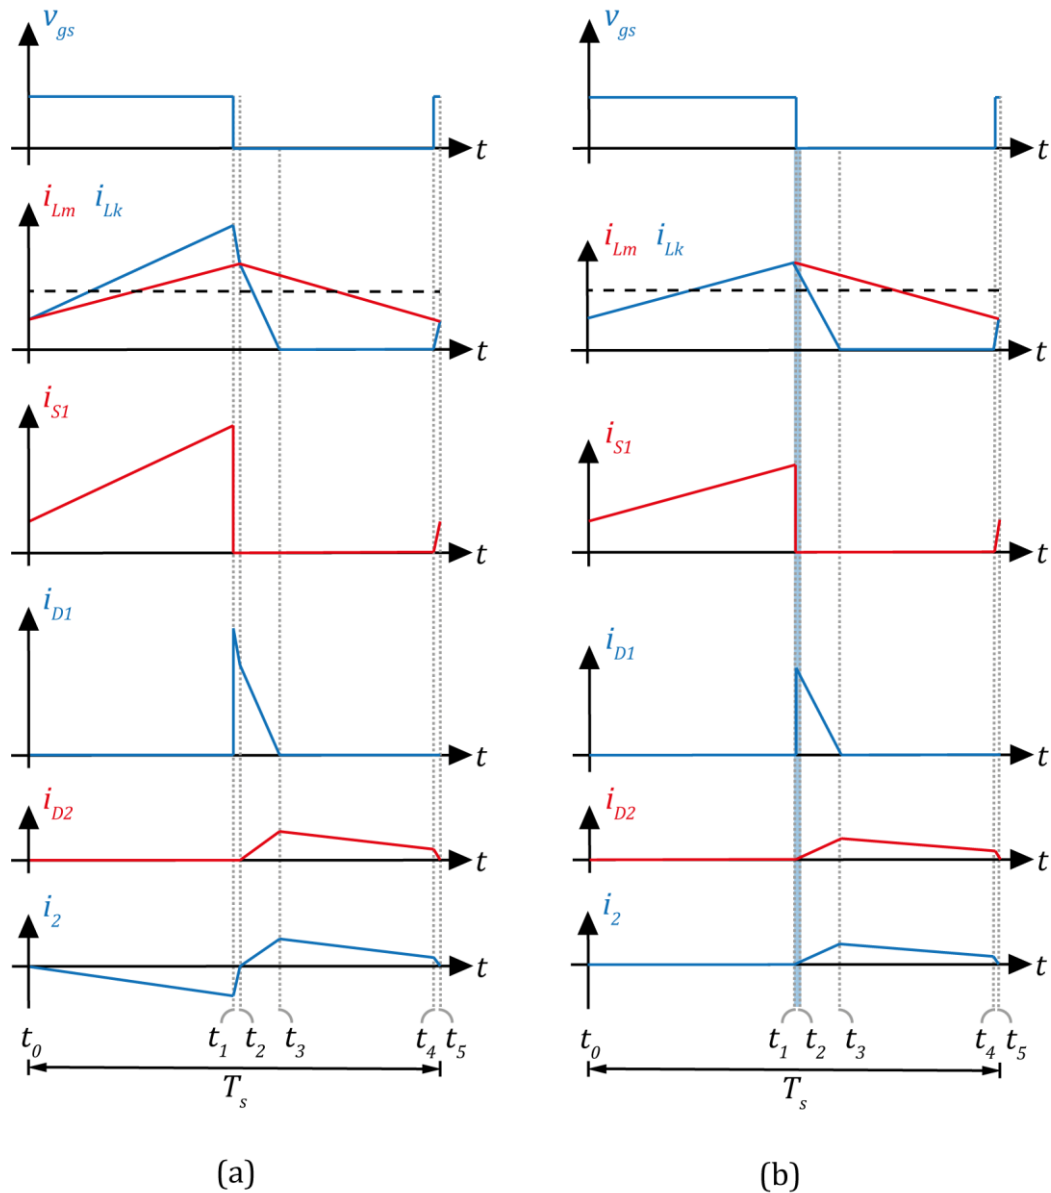 v_gs v_gs
t t
i_Lm i_Lk
i_Lm i_Lk
t t
i_S1
i_S1
t t
i_D1
i_D1
t t
i_D2 i_D2
t t
i_2 i_2
t t
t_0 t_1 t_2 t_3 t_4 t_5 t_0 t_1 t_2 t_3 t_4 t_5
T_s T_s
(a) (b)